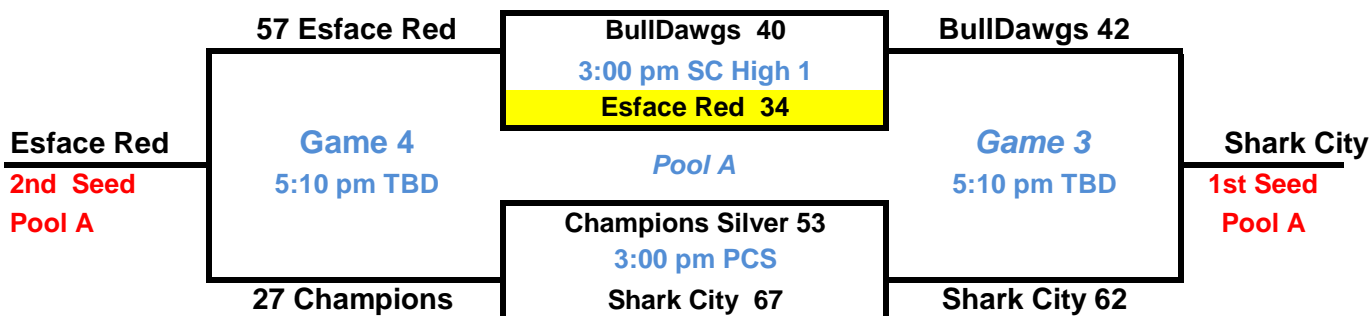 57 Esface Red
BullDawgs 40
BullDawgs 42
3:00 pm SC High 1
Esface Red 34
Esface Red
Game 4
Pool A
Game 3
Shark City
2nd Seed
5:10 pm TBD
5:10 pm TBD
1st Seed
Pool A
Pool A
Champions Silver 53
3:00 pm PCS
27 Champions
Shark City 67
Shark City 62